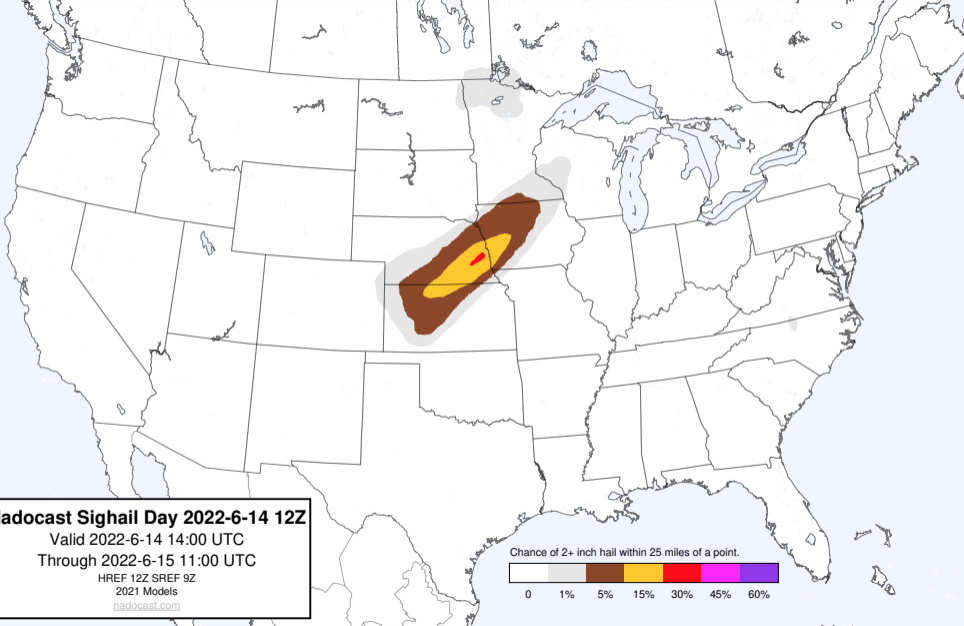 adocast Sighail Day 2022-6-14 12Z
Valid 2022-6-14 14:00 UTC
Through 2022-6-15 11:00 UTC
HREF 12Z SREF 9Z
2021 Models
nadocast.com
Chance of 2+ inch hail within 25 miles of a point.
0 1% 5% 15% 30% 45% 60%